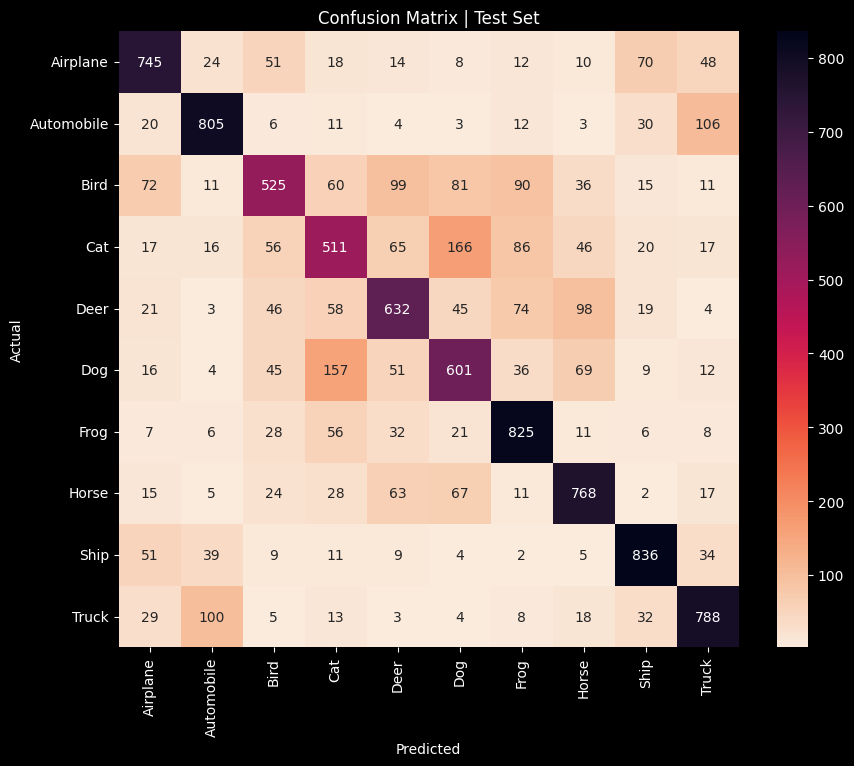 Confusion Matrix | Test Set
Airplane 745 24 51 18 14 8 12 10 70 48
Automobile 20 805 6 11 4 3 12 3 30 106
Bird 72 11 525 60 99 81 90 36 15 11
Cat 17 16 56 511 65 166 86 46 20 17
Deer 21 3 46 58 632 45 74 98 19 4
Dog 16 4 45 157 51 601 36 69 9 12
Frog 7 6 28 56 32 21 825 11 6 8
Horse 15 5 24 28 63 67 11 768 2 17
Ship 51 39 9 11 9 4 2 5 836 34
Truck 29 100 5 13 3 4 8 18 32 788
Airplane Automobile Bird Cat Deer Dog Frog Horse Ship Truck
Predicted
Actual
800
700
600
500
400
300
200
100